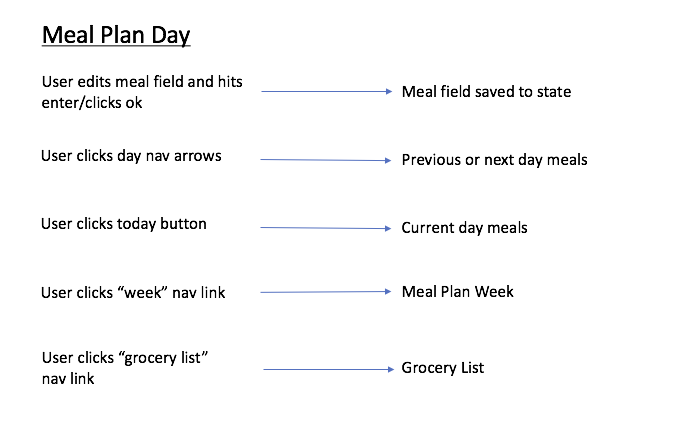 Meal Plan Day
User edits meal field and hits
enter/clicks ok
Meal field saved to state
User clicks day nav arrows
Previous or next day meals
User clicks today button
Current day meals
User clicks “week” nav link
Meal Plan Week
User clicks “grocery list”
nav link
Grocery List